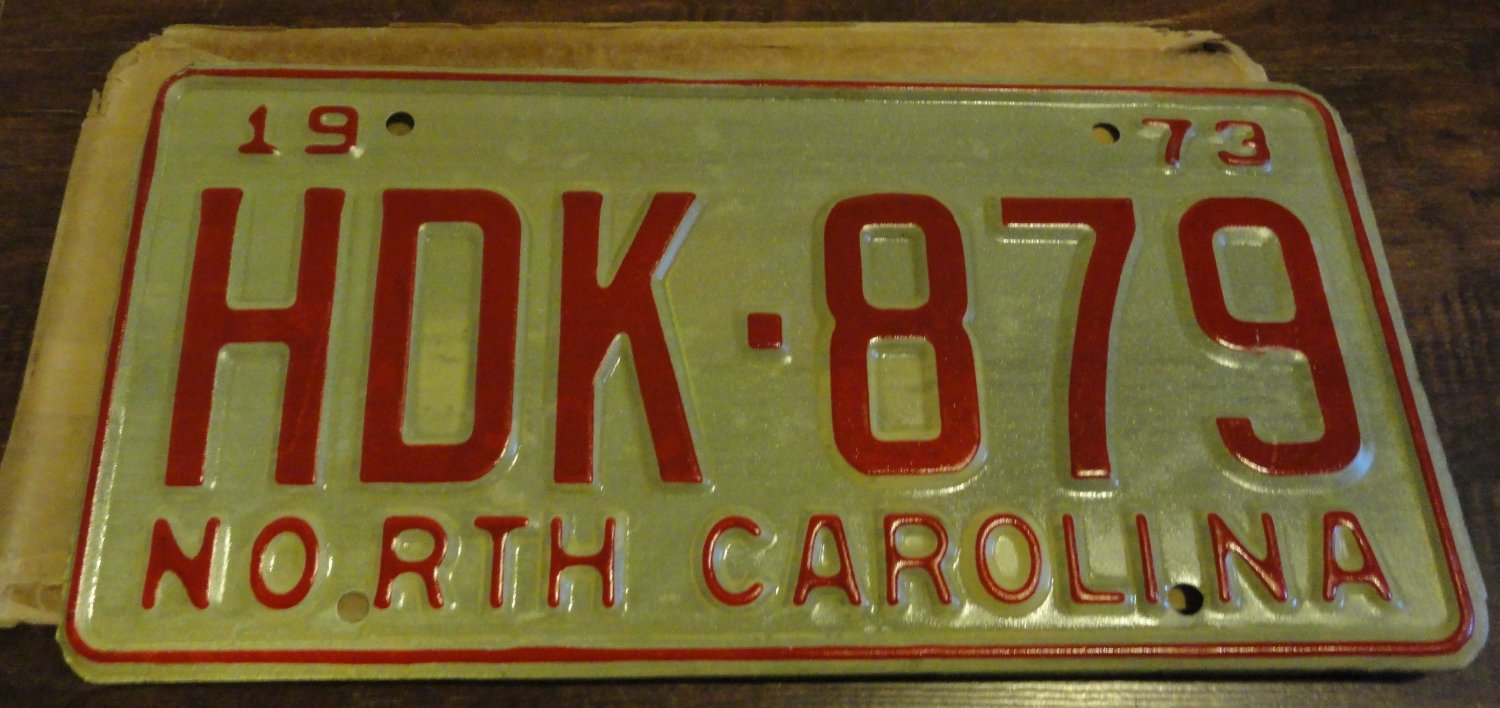 19 73
HDK·879
NORTH CAROLINA